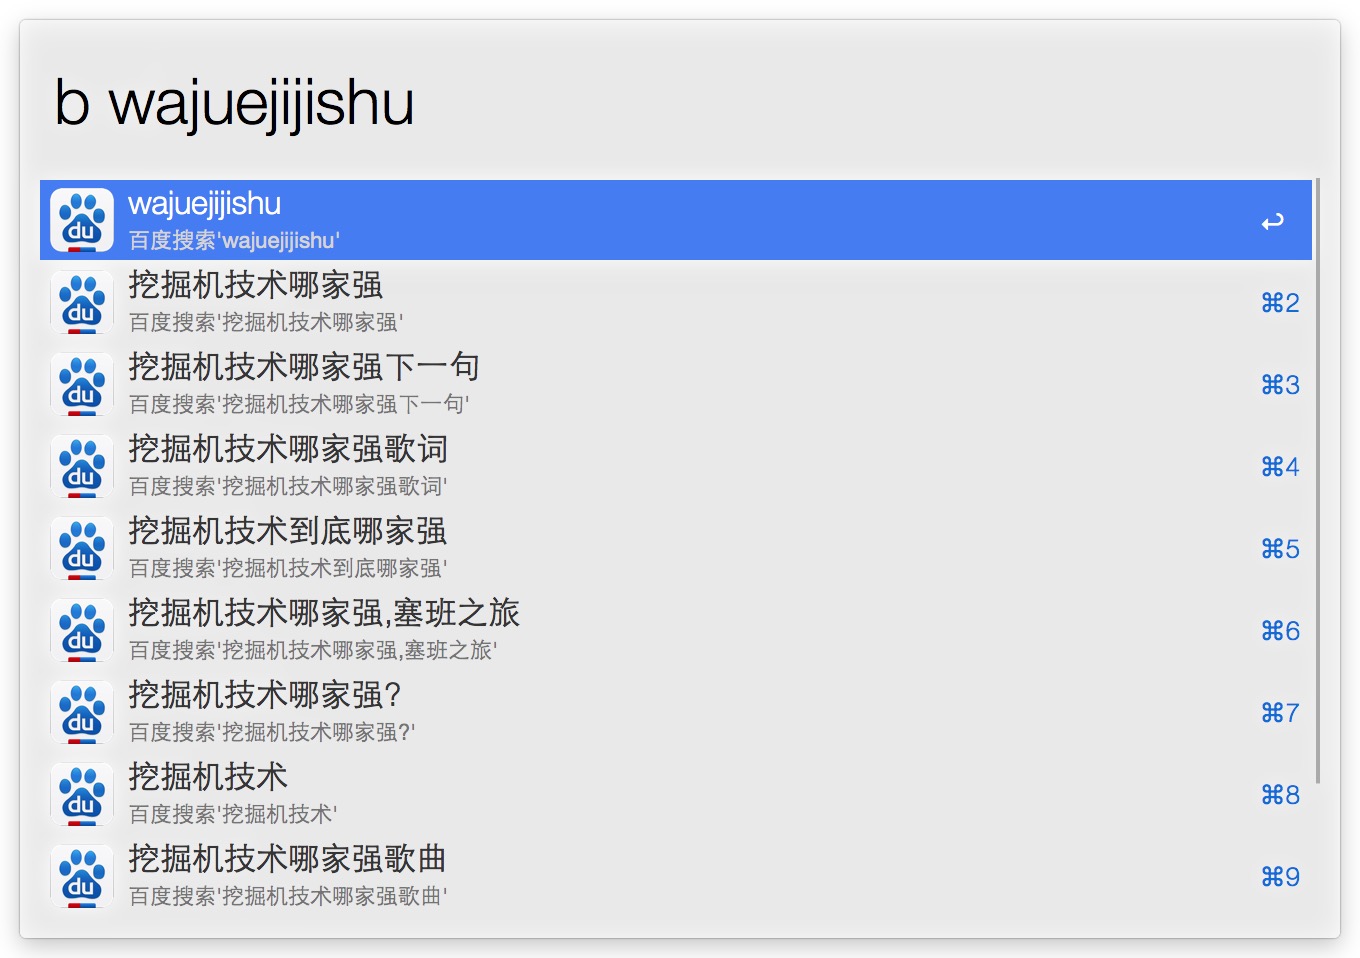 b wajuejijishu
du
wajuejijishu
百度搜索'wajuejijishu'
↩
du
挖掘机技术哪家强
百度搜索'挖掘机技术哪家强'
⌘2
du
挖掘机技术哪家强下一句
百度搜索'挖掘机技术哪家强下一句'
⌘3
du
挖掘机技术哪家强歌词
百度搜索'挖掘机技术哪家强歌词'
⌘4
du
挖掘机技术到底哪家强
百度搜索'挖掘机技术到底哪家强'
⌘5
du
挖掘机技术哪家强,塞班之旅
百度搜索'挖掘机技术哪家强,塞班之旅'
⌘6
du
挖掘机技术哪家强?
百度搜索'挖掘机技术哪家强?'
⌘7
du
挖掘机技术
百度搜索'挖掘机技术'
⌘8
du
挖掘机技术哪家强歌曲
百度搜索'挖掘机技术哪家强歌曲'
⌘9